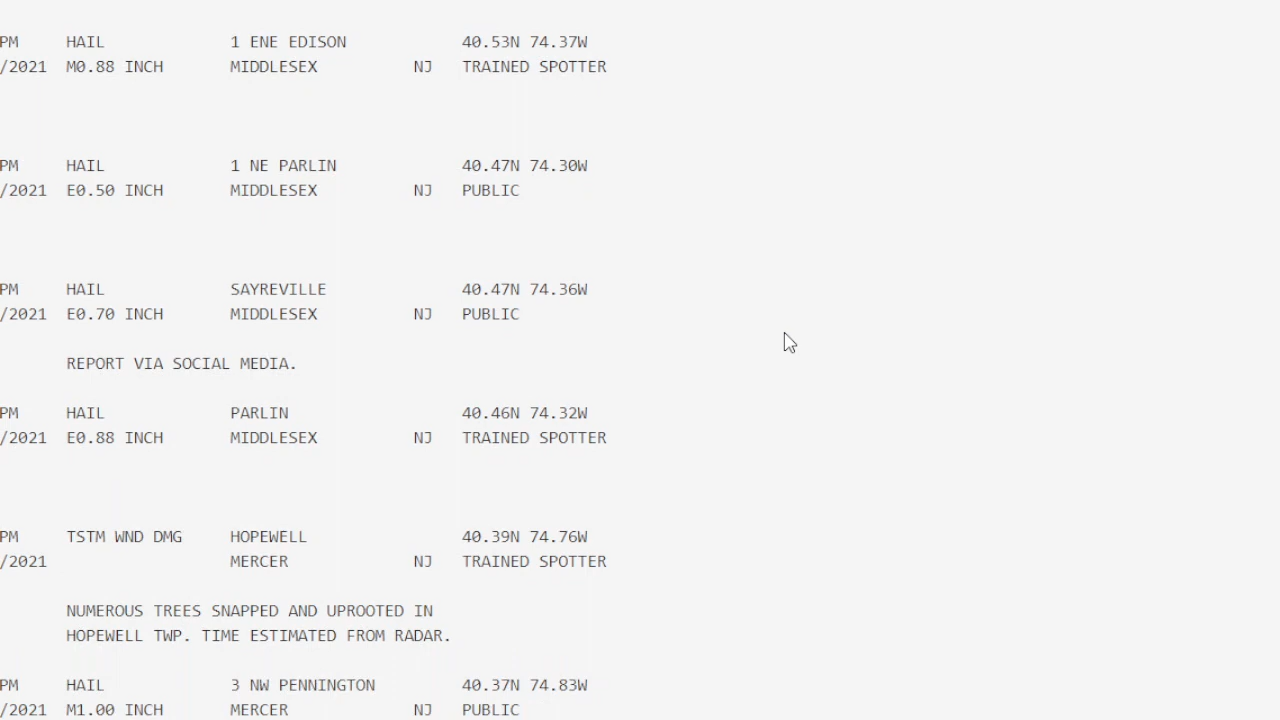 PM HAIL 1 ENE EDISON 40.53N 74.37W
/2021 M0.88 INCH MIDDLESEX NJ TRAINED SPOTTER
PM HAIL 1 NE PARLIN 40.47N 74.30W
/2021 E0.50 INCH MIDDLESEX NJ PUBLIC
PM HAIL SAYREVILLE 40.47N 74.36W
/2021 E0.70 INCH MIDDLESEX NJ PUBLIC
REPORT VIA SOCIAL MEDIA.
PM HAIL PARLIN 40.46N 74.32W
/2021 E0.88 INCH MIDDLESEX NJ TRAINED SPOTTER
PM TSTM WND DMG HOPEWELL 40.39N 74.76W
/2021 MERCER NJ TRAINED SPOTTER
NUMEROUS TREES SNAPPED AND UPROOTED IN
HOPEWELL TWP. TIME ESTIMATED FROM RADAR.
PM HAIL 3 NW PENNINGTON 40.37N 74.83W
/2021 M1.00 INCH MERCER NJ PUBLIC